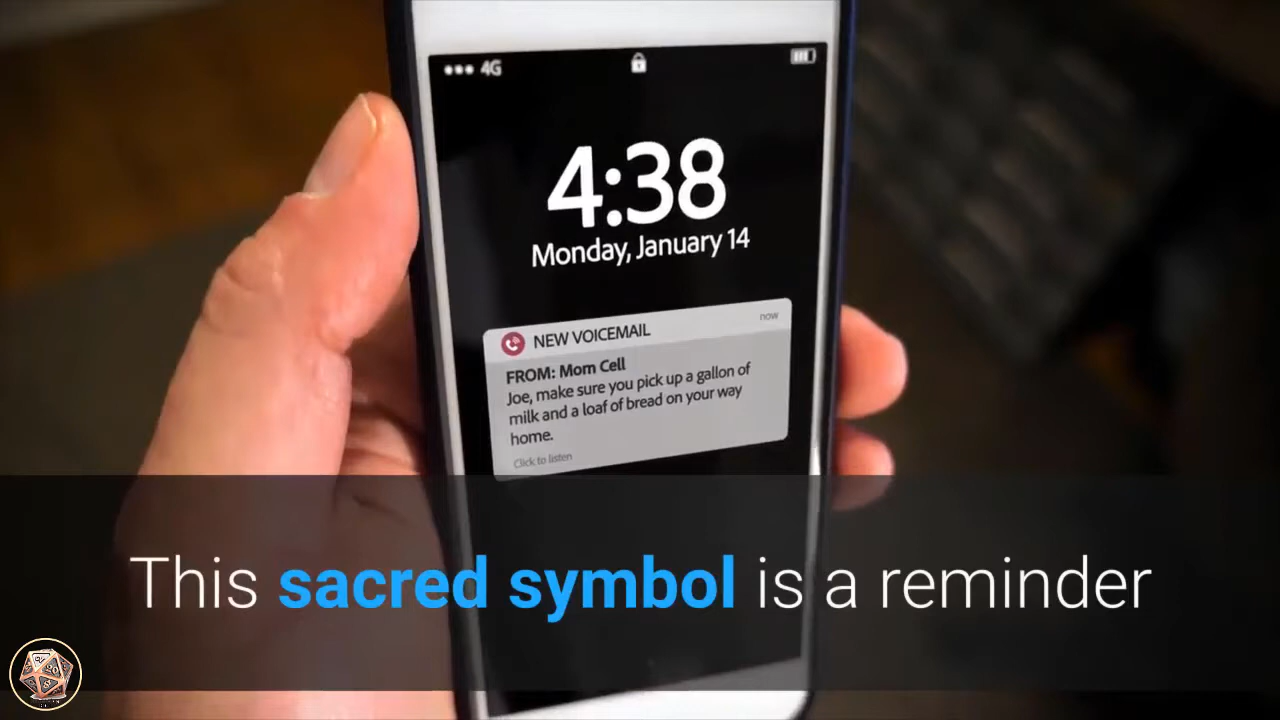 4G
4:38
Monday, January 14
NEW VOICEMAIL
now
FROM: Mom Cell
Joe, make sure you pick up a gallon of
milk and a loaf of bread on your way
home.
Click to listen
This sacred symbol is a reminder